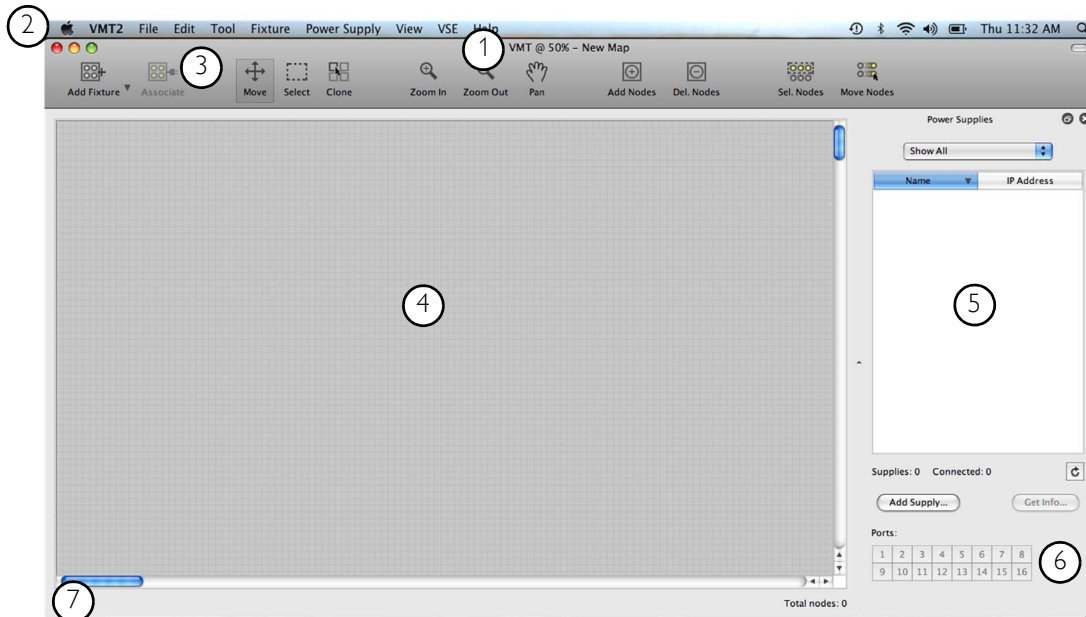 2
VMT2 File Edit Tool Fixture Power Supply View VSE Help Thu 11:32 AM
1
VMT @ 50% – New Map
3
Add Fixture Associate Move Select Clone Zoom In Zoom Out Pan Add Nodes Del. Nodes Sel. Nodes Move Nodes
Power Supplies
Show All
Name IP Address
4
5
Supplies: 0 Connected: 0
Add Supply... Get Info...
Ports:
1 2 3 4 5 6 7 8
9 10 11 12 13 14 15 16
6
7
Total nodes: 0